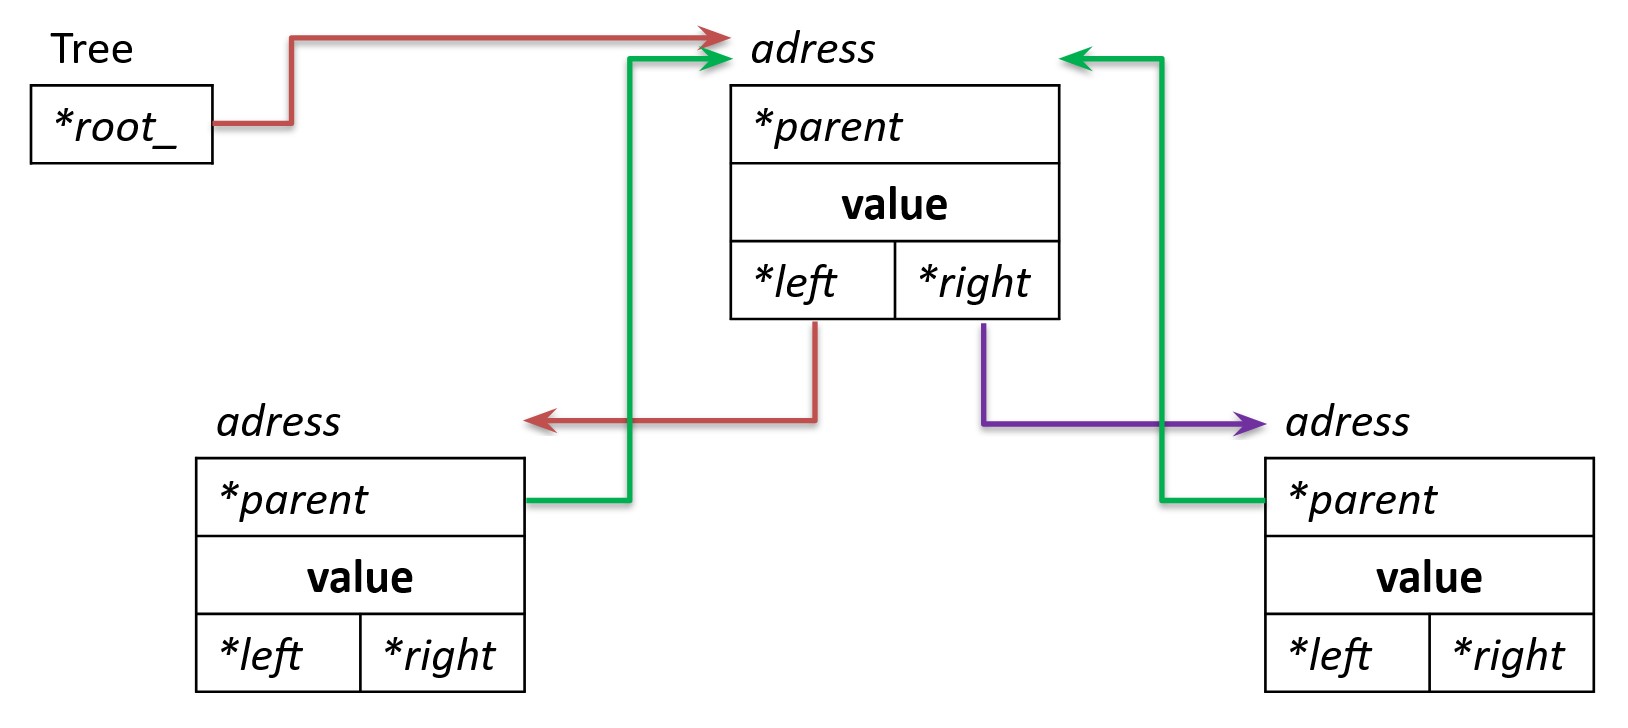 Tree
*root_
adress
*parent
value
*left *right
adress
*parent
value
*left *right
adress
*parent
value
*left *right